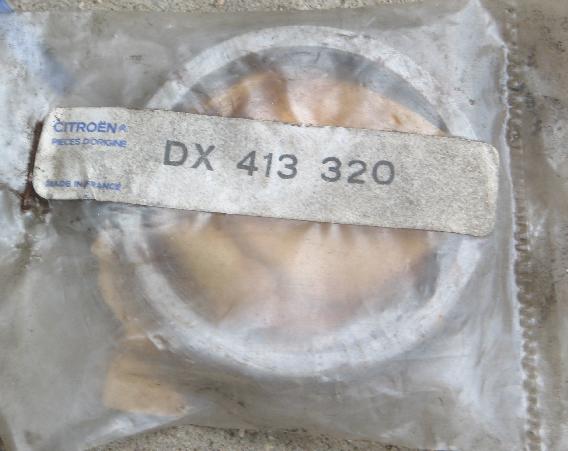 CITROËN
PIECES D'ORIGINE
DX 413 320
MADE IN FRANCE